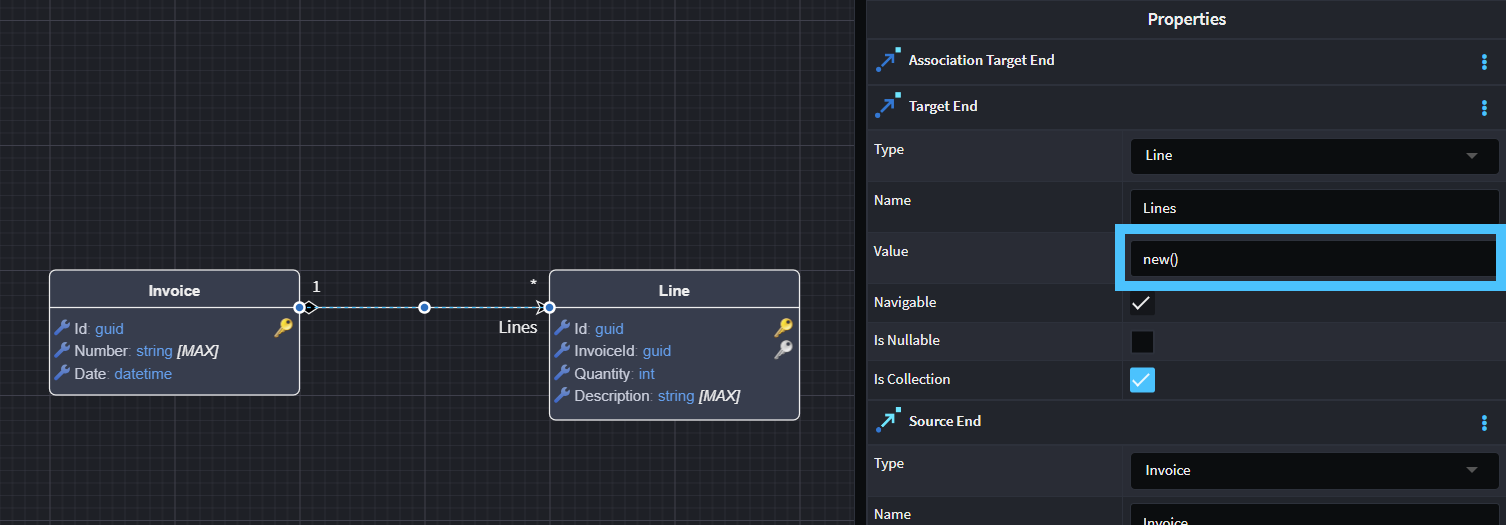 Invoice
Id: guid
Number: string [MAX]
Date: datetime
1
*
Lines
Line
Id: guid
InvoiceId: guid
Quantity: int
Description: string [MAX]
Properties
Association Target End
Target End
Type
Line
Name
Lines
Value
new()
Navigable
Is Nullable
Is Collection
Source End
Type
Invoice
Name
Invoice